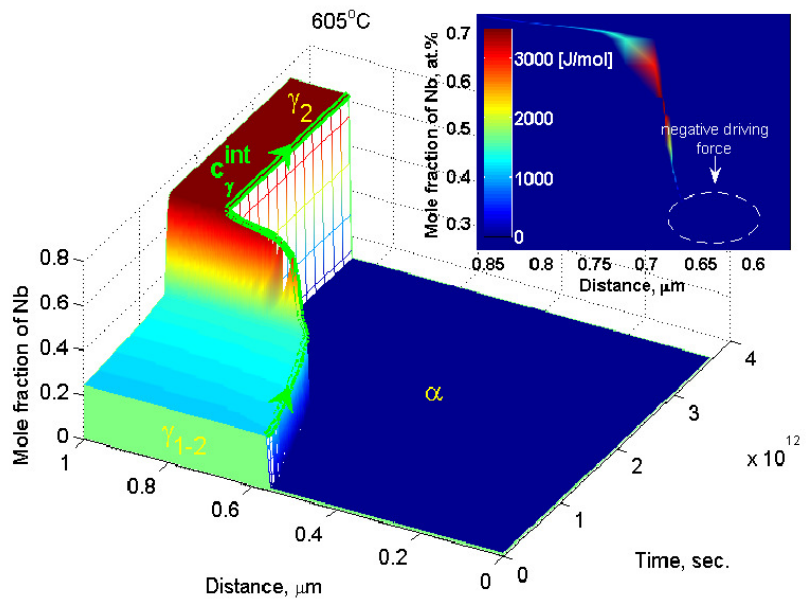 605°C
γ2
c γ int
γ1-2
α
Mole fraction of Nb
0.8
0.6
0.4
0.2
0
1
0.8
0.6
0.4
0.2
0
Distance, μm
0
1
2
3
4
x 10^12
Time, sec.
Mole fraction of Nb, at.%
0.7
0.6
0.5
0.4
0.3
3000 [J/mol]
2000
1000
0
negative driving
force
0.85
0.8
0.75
0.7
0.65
0.6
Distance, μm